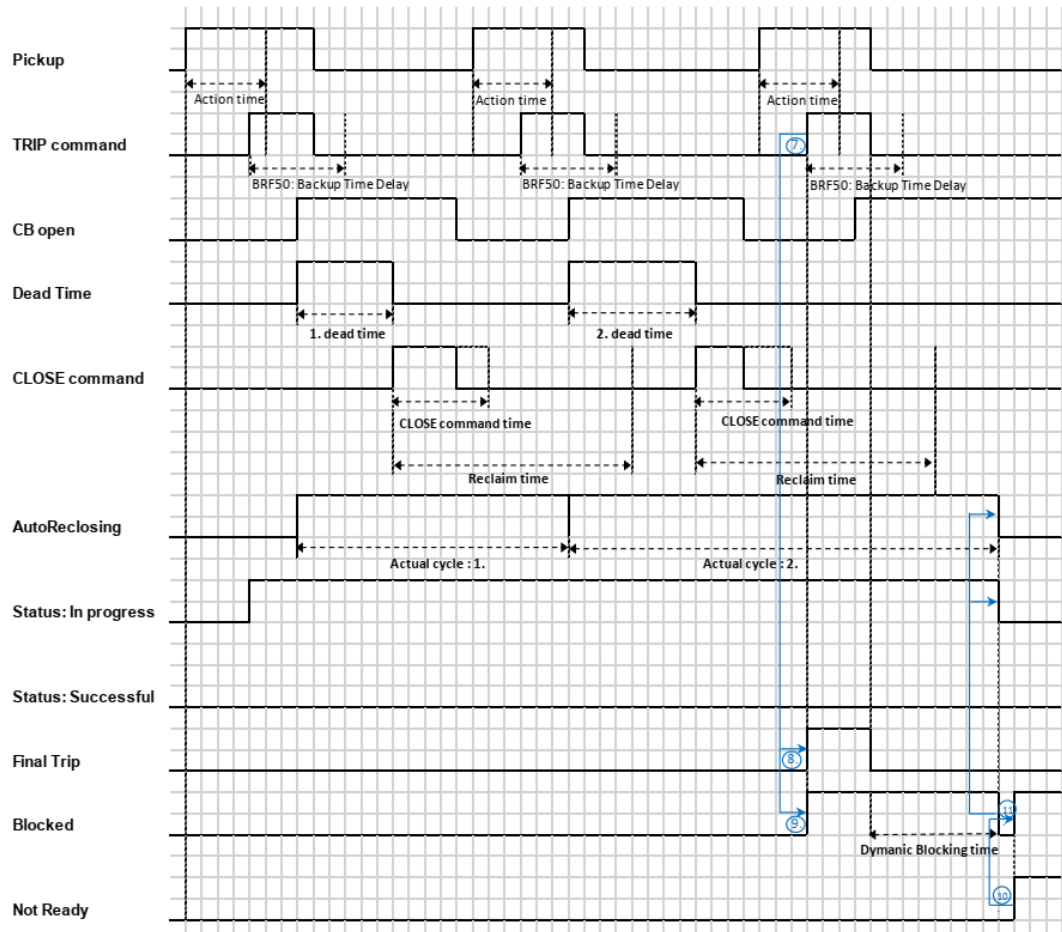 Pickup
Action time
Action time
Action time
TRIP command
7.
BRF50: Backup Time Delay
BRF50: Backup Time Delay
BRF50: Backup Time Delay
CB open
Dead Time
1. dead time
2. dead time
CLOSE command
CLOSE command time
CLOSE command time
Reclaim time
Reclaim time
AutoReclosing
Actual cycle : 1.
Actual cycle : 2.
Status: In progress
Status: Successful
Final Trip
8.
Blocked
9.
11
Dymanic Blocking time
10
Not Ready